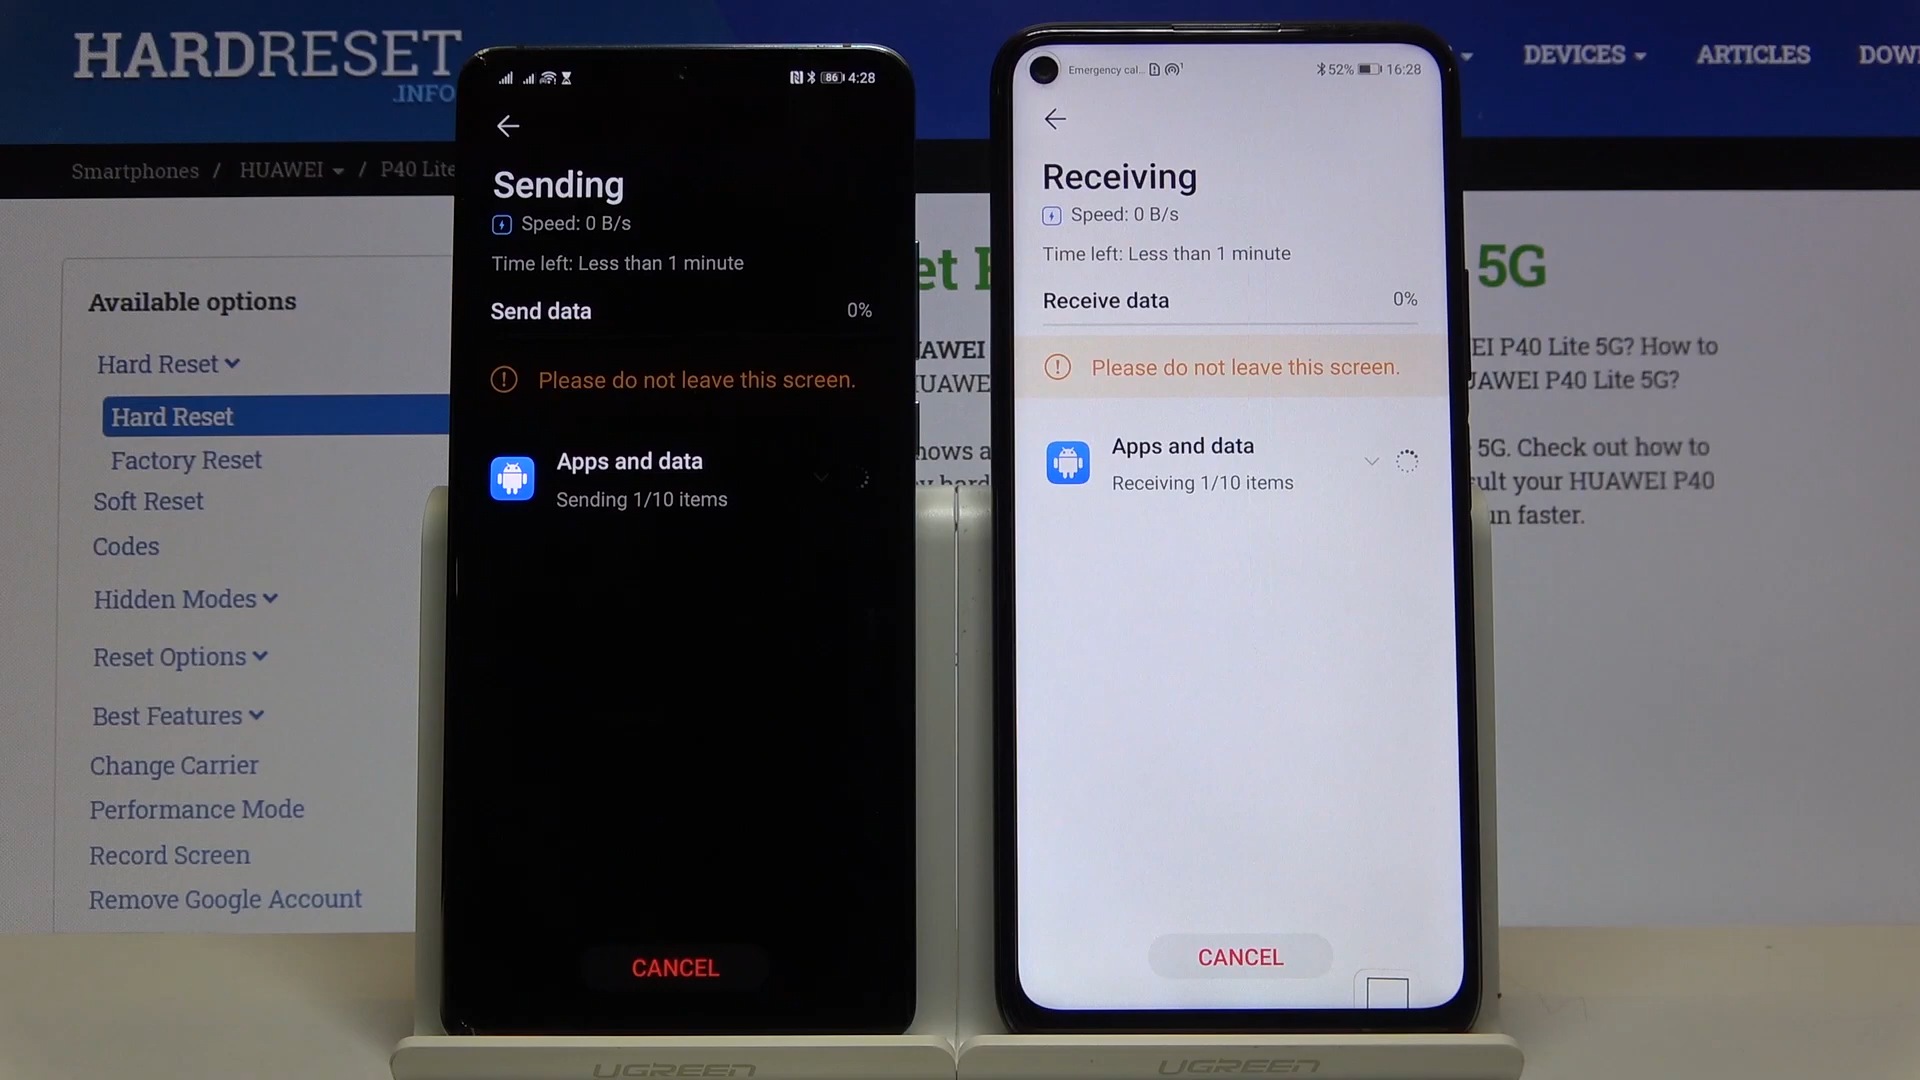 HARDRESET
.INFO
DEVICES
ARTICLES
Smartphones / HUAWEI / P40 Lite
Available options
Hard Reset
Hard Reset
Factory Reset
Soft Reset
Codes
Hidden Modes
Reset Options
Best Features
Change Carrier
Performance Mode
Record Screen
Remove Google Account
86 4:28
Sending
Speed: 0 B/s
Time left: Less than 1 minute
Send data 0%
Please do not leave this screen.
Apps and data
Sending 1/10 items
CANCEL
UGREEN
Emergency cal... 52% 16:28
Receiving
Speed: 0 B/s
Time left: Less than 1 minute
Receive data 0%
Please do not leave this screen.
Apps and data
Receiving 1/10 items
CANCEL
UGREEN
5G
P40 Lite 5G? How to
P40 Lite 5G?
5G. Check out how to
your HUAWEI P40
faster.